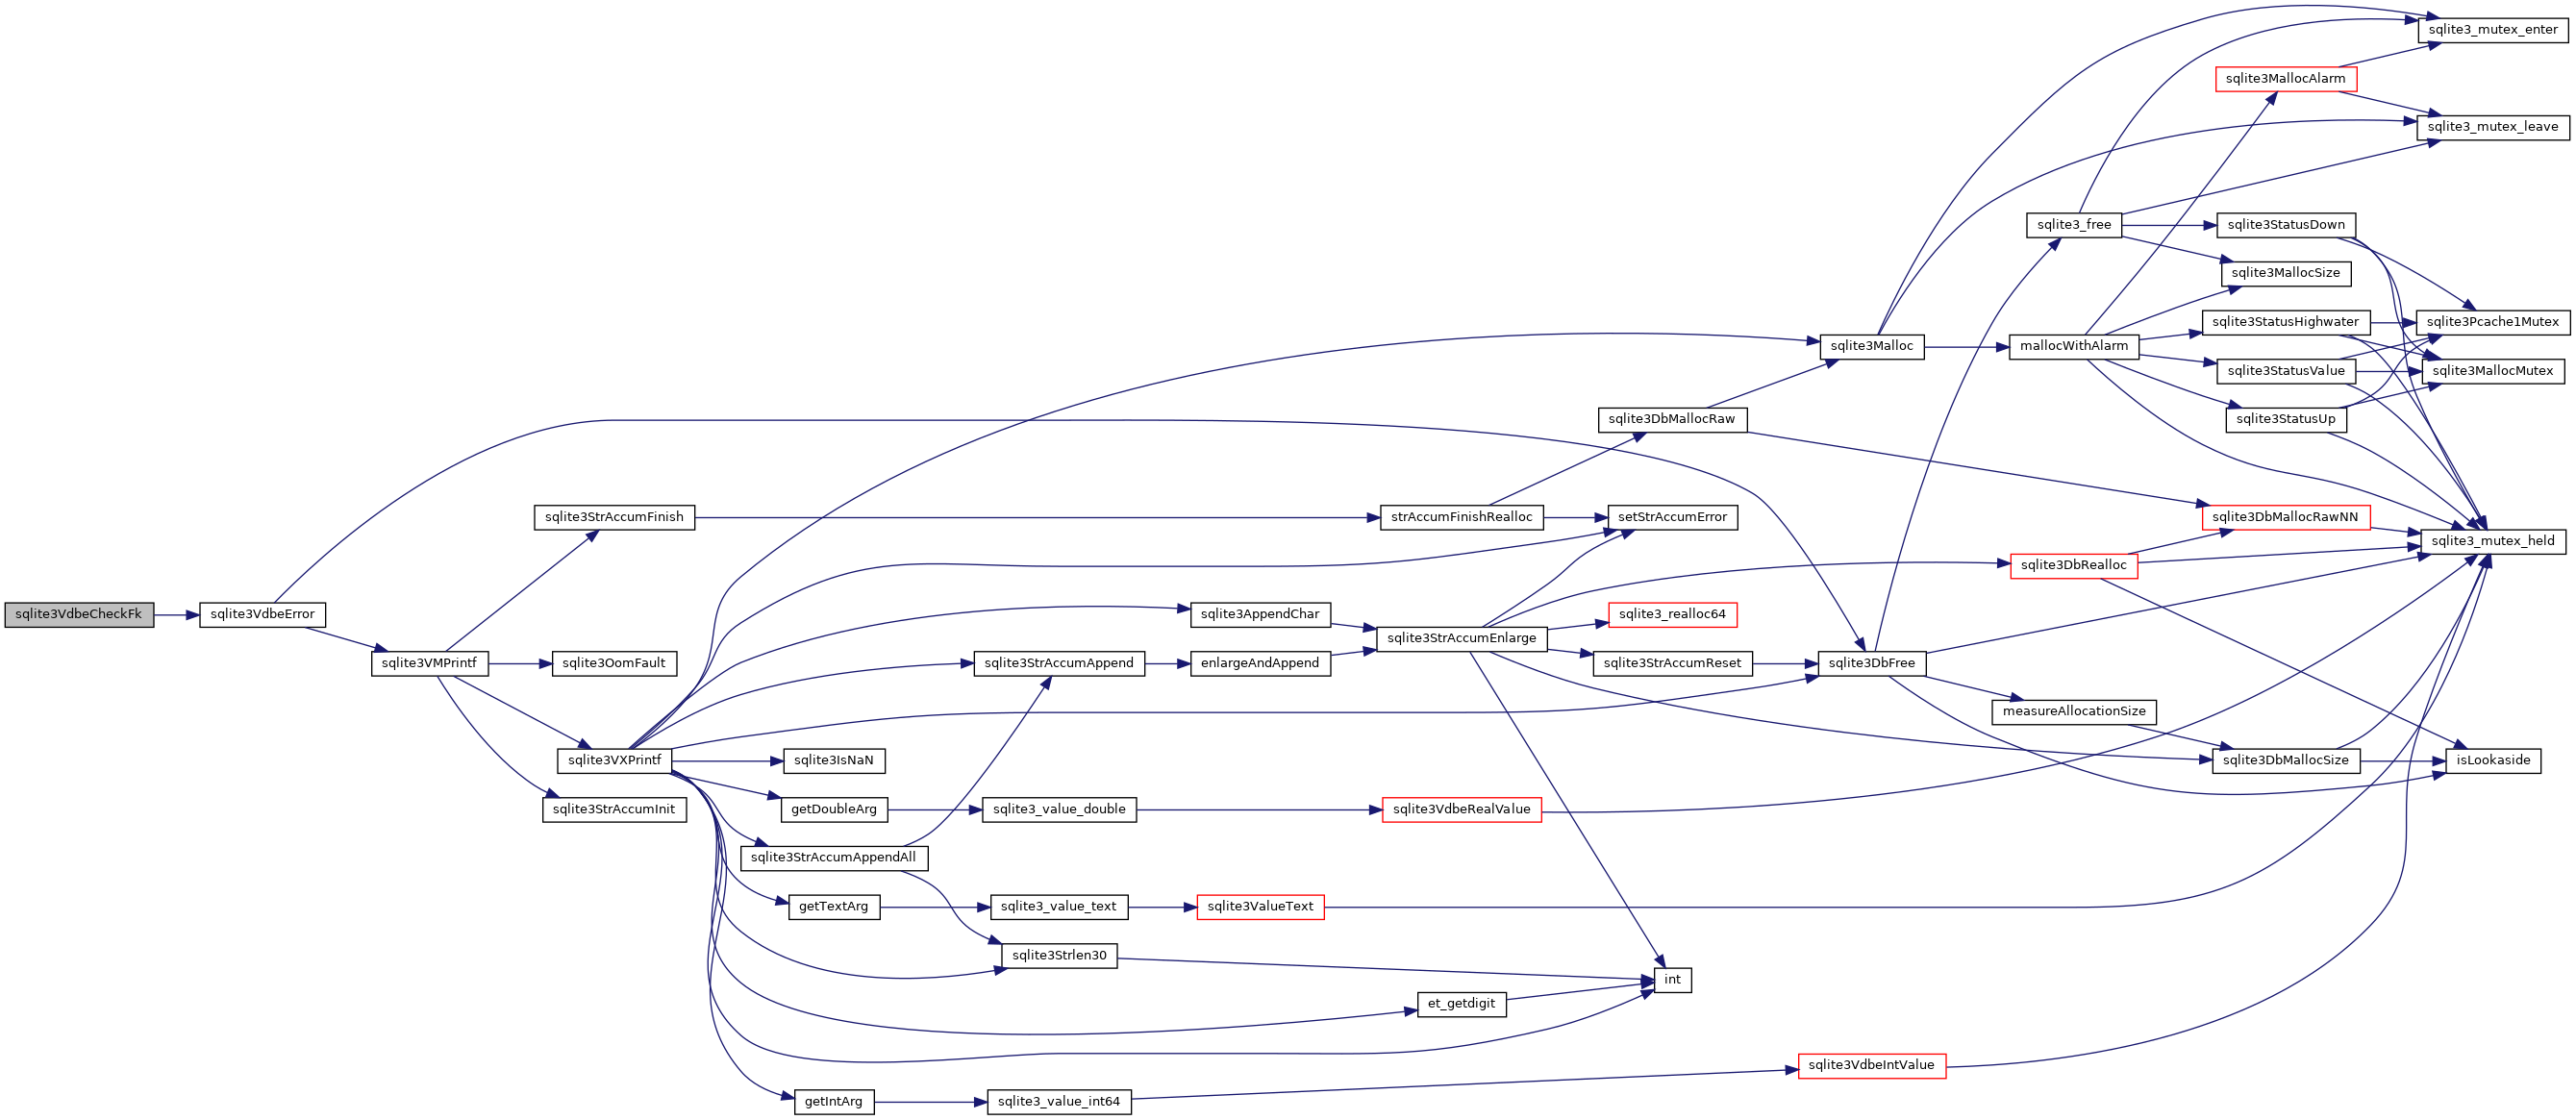 sqlite3_mutex_enter
sqlite3MallocAlarm
sqlite3_mutex_leave
sqlite3_free
sqlite3StatusDown
sqlite3MallocSize
sqlite3StatusHighwater
sqlite3Pcache1Mutex
sqlite3Malloc
mallocWithAlarm
sqlite3StatusValue
sqlite3MallocMutex
sqlite3DbMallocRaw
sqlite3StatusUp
sqlite3StrAccumFinish
strAccumFinishRealloc
setStrAccumError
sqlite3DbMallocRawNN
sqlite3_mutex_held
sqlite3DbRealloc
sqlite3VdbeCheckFk
sqlite3VdbeError
sqlite3AppendChar
sqlite3_realloc64
sqlite3StrAccumEnlarge
sqlite3VMPrintf
sqlite3OomFault
sqlite3StrAccumAppend
enlargeAndAppend
sqlite3StrAccumReset
sqlite3DbFree
measureAllocationSize
sqlite3VXPrintf
sqlite3IsNaN
sqlite3DbMallocSize
isLookaside
sqlite3StrAccumInit
getDoubleArg
sqlite3_value_double
sqlite3VdbeRealValue
sqlite3StrAccumAppendAll
getTextArg
sqlite3_value_text
sqlite3ValueText
sqlite3Strlen30
int
et_getdigit
sqlite3VdbeIntValue
getIntArg
sqlite3_value_int64